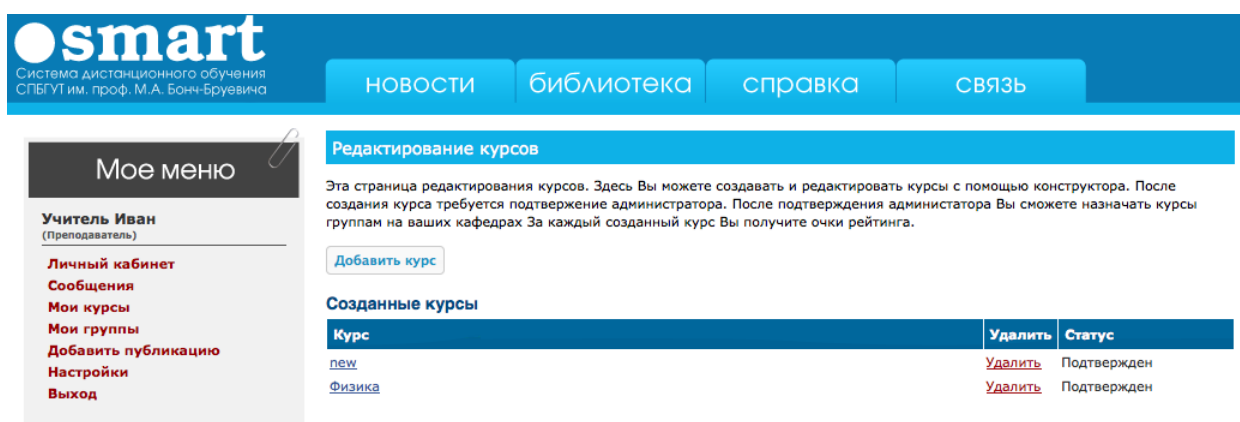 smart
Система дистанционного обучения
СПБГУТ им. проф. М.А. Бонч-Бруевича
новости библиотека справка связь
Мое меню
Учитель Иван
(Преподаватель)
Личный кабинет
Сообщения
Мои курсы
Мои группы
Добавить публикацию
Настройки
Выход
Редактирование курсов
Эта страница редактирования курсов. Здесь Вы можете создавать и редактировать курсы с помощью конструктора. После
создания курса требуется подтвержение администратора. После подтверждения администатора Вы сможете назначать курсы
группам на ваших кафедрах За каждый созданный курс Вы получите очки рейтинга.
Добавить курс
Созданные курсы
Курс Удалить Статус
new Удалить Подтвержден
Физика Удалить Подтвержден